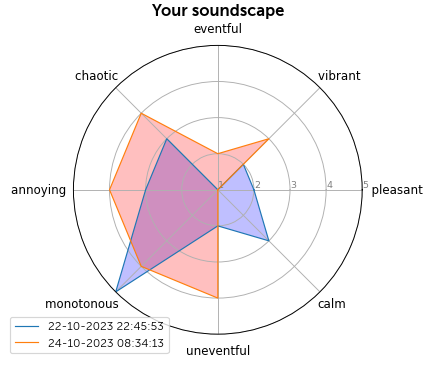 Your soundscape
eventful
chaotic
vibrant
annoying
1 2 3 4 5
pleasant
monotonous
calm
uneventful
22-10-2023 22:45:53
24-10-2023 08:34:13